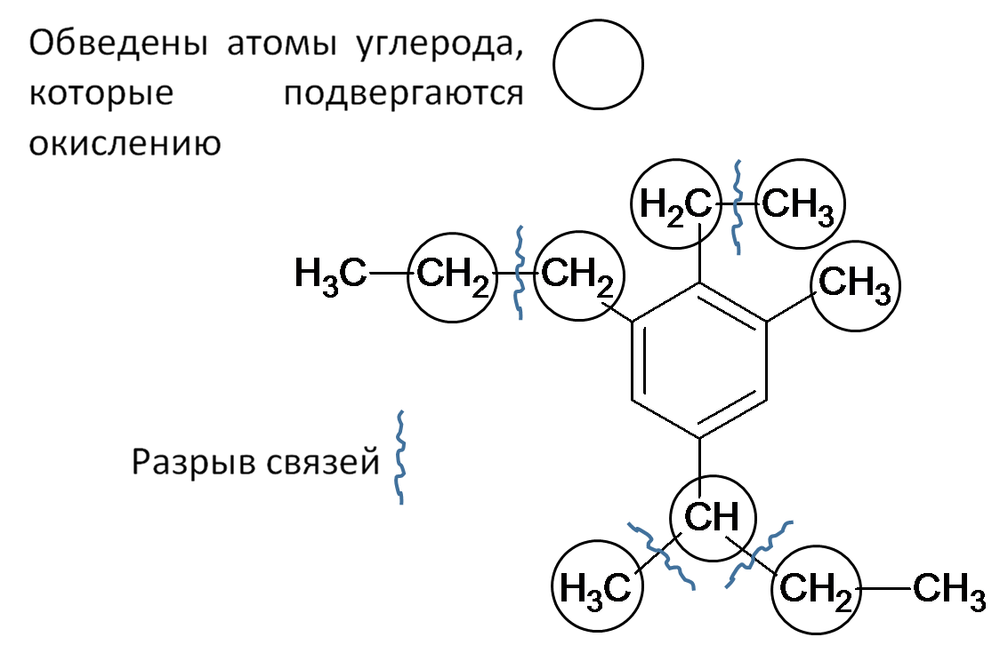 Обведены атомы углерода,
которые подвергаются
окислению
H2C CH3
H3C CH2 CH2 CH3
Разрыв связей
CH
H3C CH2 CH3